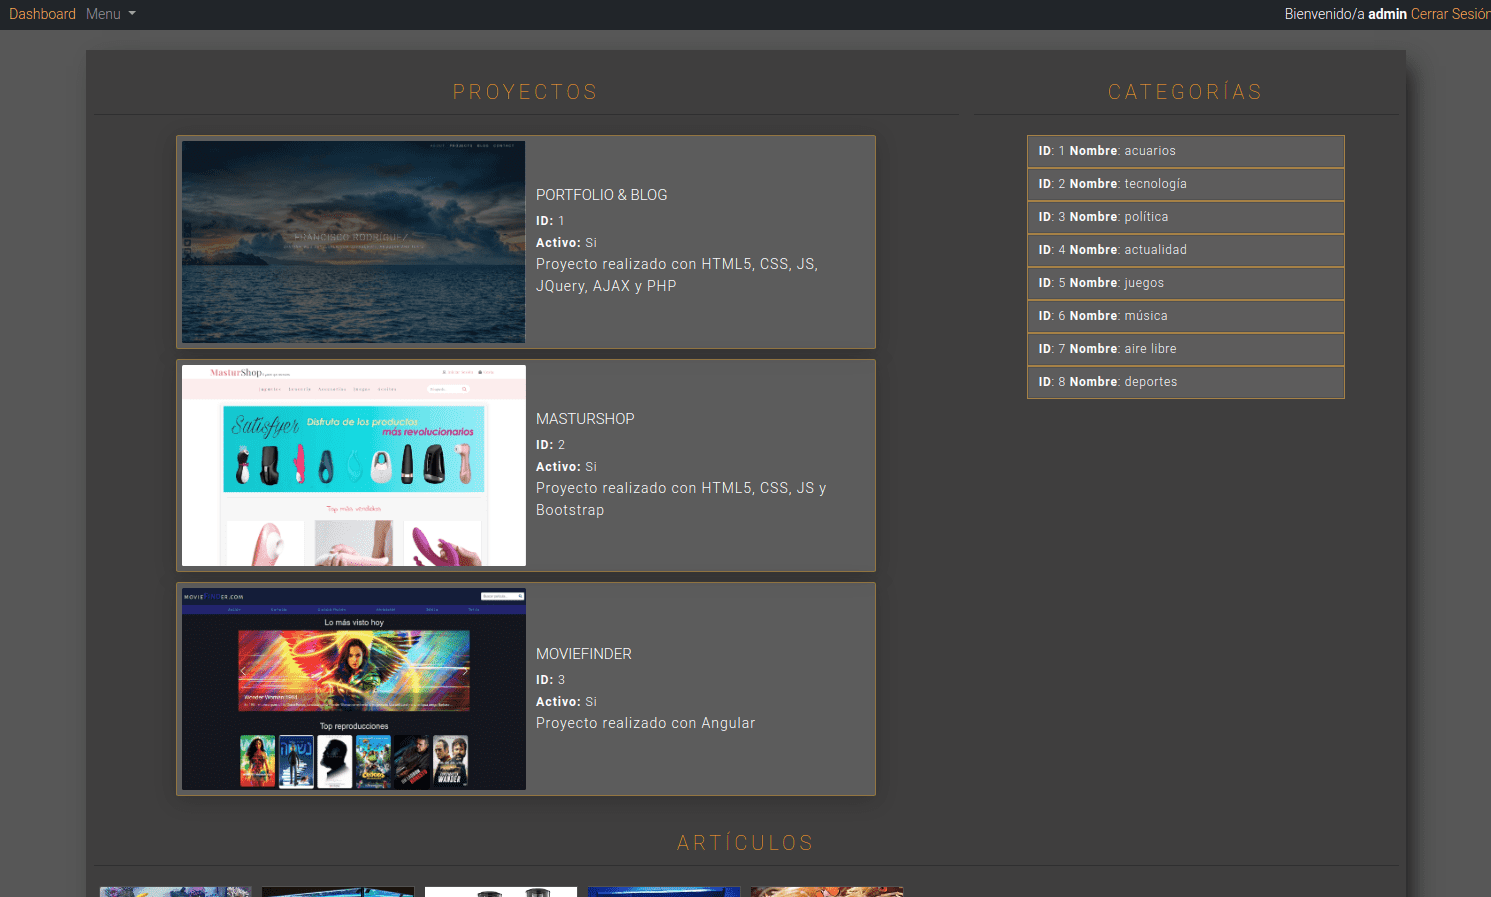 Dashboard Menu
Bienvenido/a admin Cerrar Sesión
PROYECTOS
PORTFOLIO & BLOG
ID: 1
Activo: Si
Proyecto realizado con HTML5, CSS, JS,
JQuery, AJAX y PHP
FRANCISCO RODRÍGUEZ
MasturShop
Satisfyer
Disfruta de los productos
más revolucionarios
Top más vendidos
MASTURSHOP
ID: 2
Activo: Si
Proyecto realizado con HTML5, CSS, JS y
Bootstrap
MOVIEFINDER.COM
Lo más visto hoy
Wonder Woman 1984
Top reproducciones
MOVIEFINDER
ID: 3
Activo: Si
Proyecto realizado con Angular
CATEGORÍAS
ID: 1 Nombre: acuarios
ID: 2 Nombre: tecnología
ID: 3 Nombre: política
ID: 4 Nombre: actualidad
ID: 5 Nombre: juegos
ID: 6 Nombre: música
ID: 7 Nombre: aire libre
ID: 8 Nombre: deportes
ARTÍCULOS